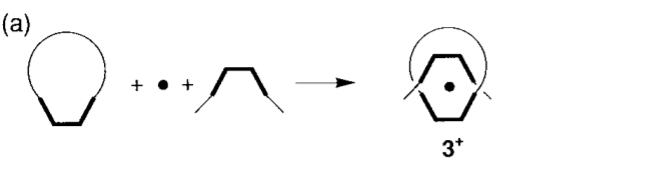 (a)
+ • +
3⁺